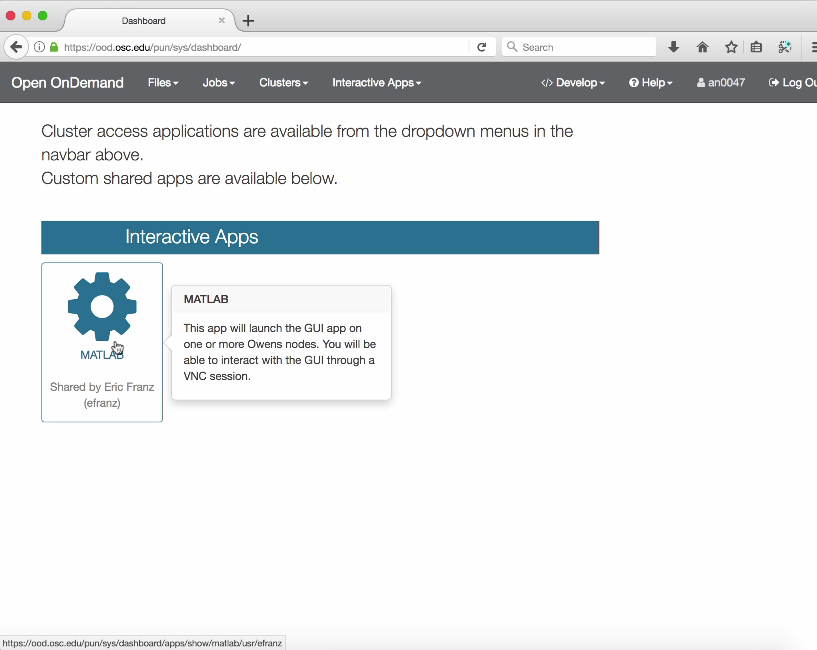 Dashboard
https://ood.osc.edu/pun/sys/dashboard/
Search
Open OnDemand Files Jobs Clusters Interactive Apps </> Develop Help an0047 Log Ou
Cluster access applications are available from the dropdown menus in the
navbar above.
Custom shared apps are available below.
Interactive Apps
MATLAB
This app will launch the GUI app on
one or more Owens nodes. You will be
able to interact with the GUI through a
VNC session.
MATLAB
Shared by Eric Franz
(efranz)
https://ood.osc.edu/pun/sys/dashboard/apps/show/matlab/usr/efranz